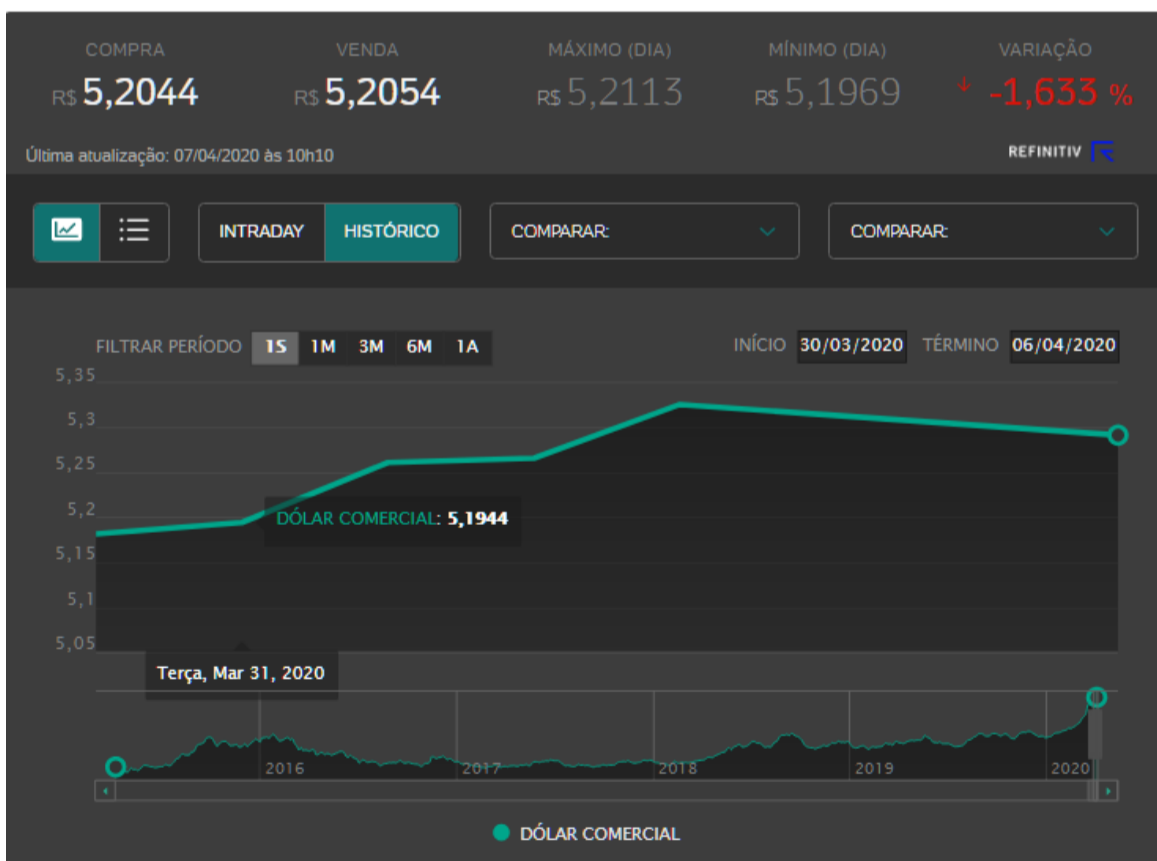 COMPRA VENDA MÁXIMO (DIA) MÍNIMO (DIA) VARIAÇÃO
R$ 5,2044 R$ 5,2054 R$ 5,2113 R$ 5,1969 -1,633 %
Última atualização: 07/04/2020 às 10h10 REFINITIV
INTRADAY HISTÓRICO COMPARAR: COMPARAR:
FILTRAR PERÍODO 1S 1M 3M 6M 1A INÍCIO 30/03/2020 TÉRMINO 06/04/2020
5,35
5,3
5,25
5,2
DÓLAR COMERCIAL: 5,1944
5,15
5,1
5,05
Terça, Mar 31, 2020
2016 2017 2018 2019 2020
DÓLAR COMERCIAL